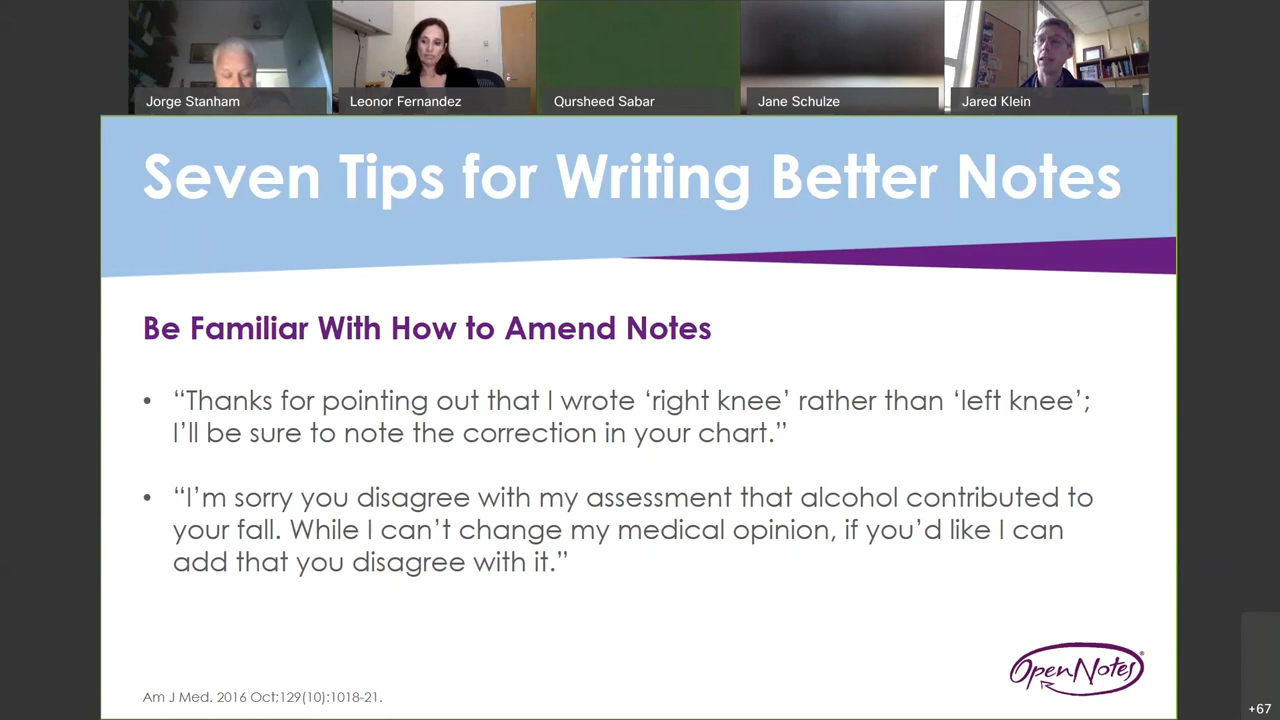 Jorge Stanham
Leonor Fernandez
Qursheed Sabar
Jane Schulze
Jared Klein
Seven Tips for Writing Better Notes
Be Familiar With How to Amend Notes
• “Thanks for pointing out that I wrote ‘right knee’ rather than ‘left knee’;
I’ll be sure to note the correction in your chart.”
• “I’m sorry you disagree with my assessment that alcohol contributed to
your fall. While I can’t change my medical opinion, if you’d like I can
add that you disagree with it.”
OpenNotes®
Am J Med. 2016 Oct;129(10):1018-21.
+67